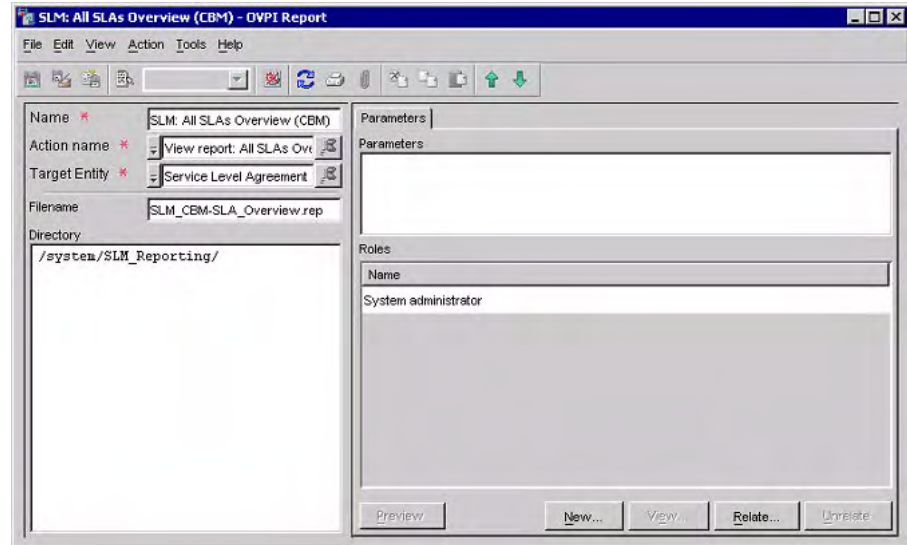 SLM: All SLAs Overview (CBM) - OVPI Report
File Edit View Action Tools Help
Name *
SLM: All SLAs Overview (CBM)
Action name *
View report: All SLAs Ove
Target Entity *
Service Level Agreement
Filename
SLM_CBM-SLA_Overview.rep
Directory
/system/SLM_Reporting/
Parameters
Parameters
Roles
Name
System administrator
Preview New... View... Relate... Unrelate